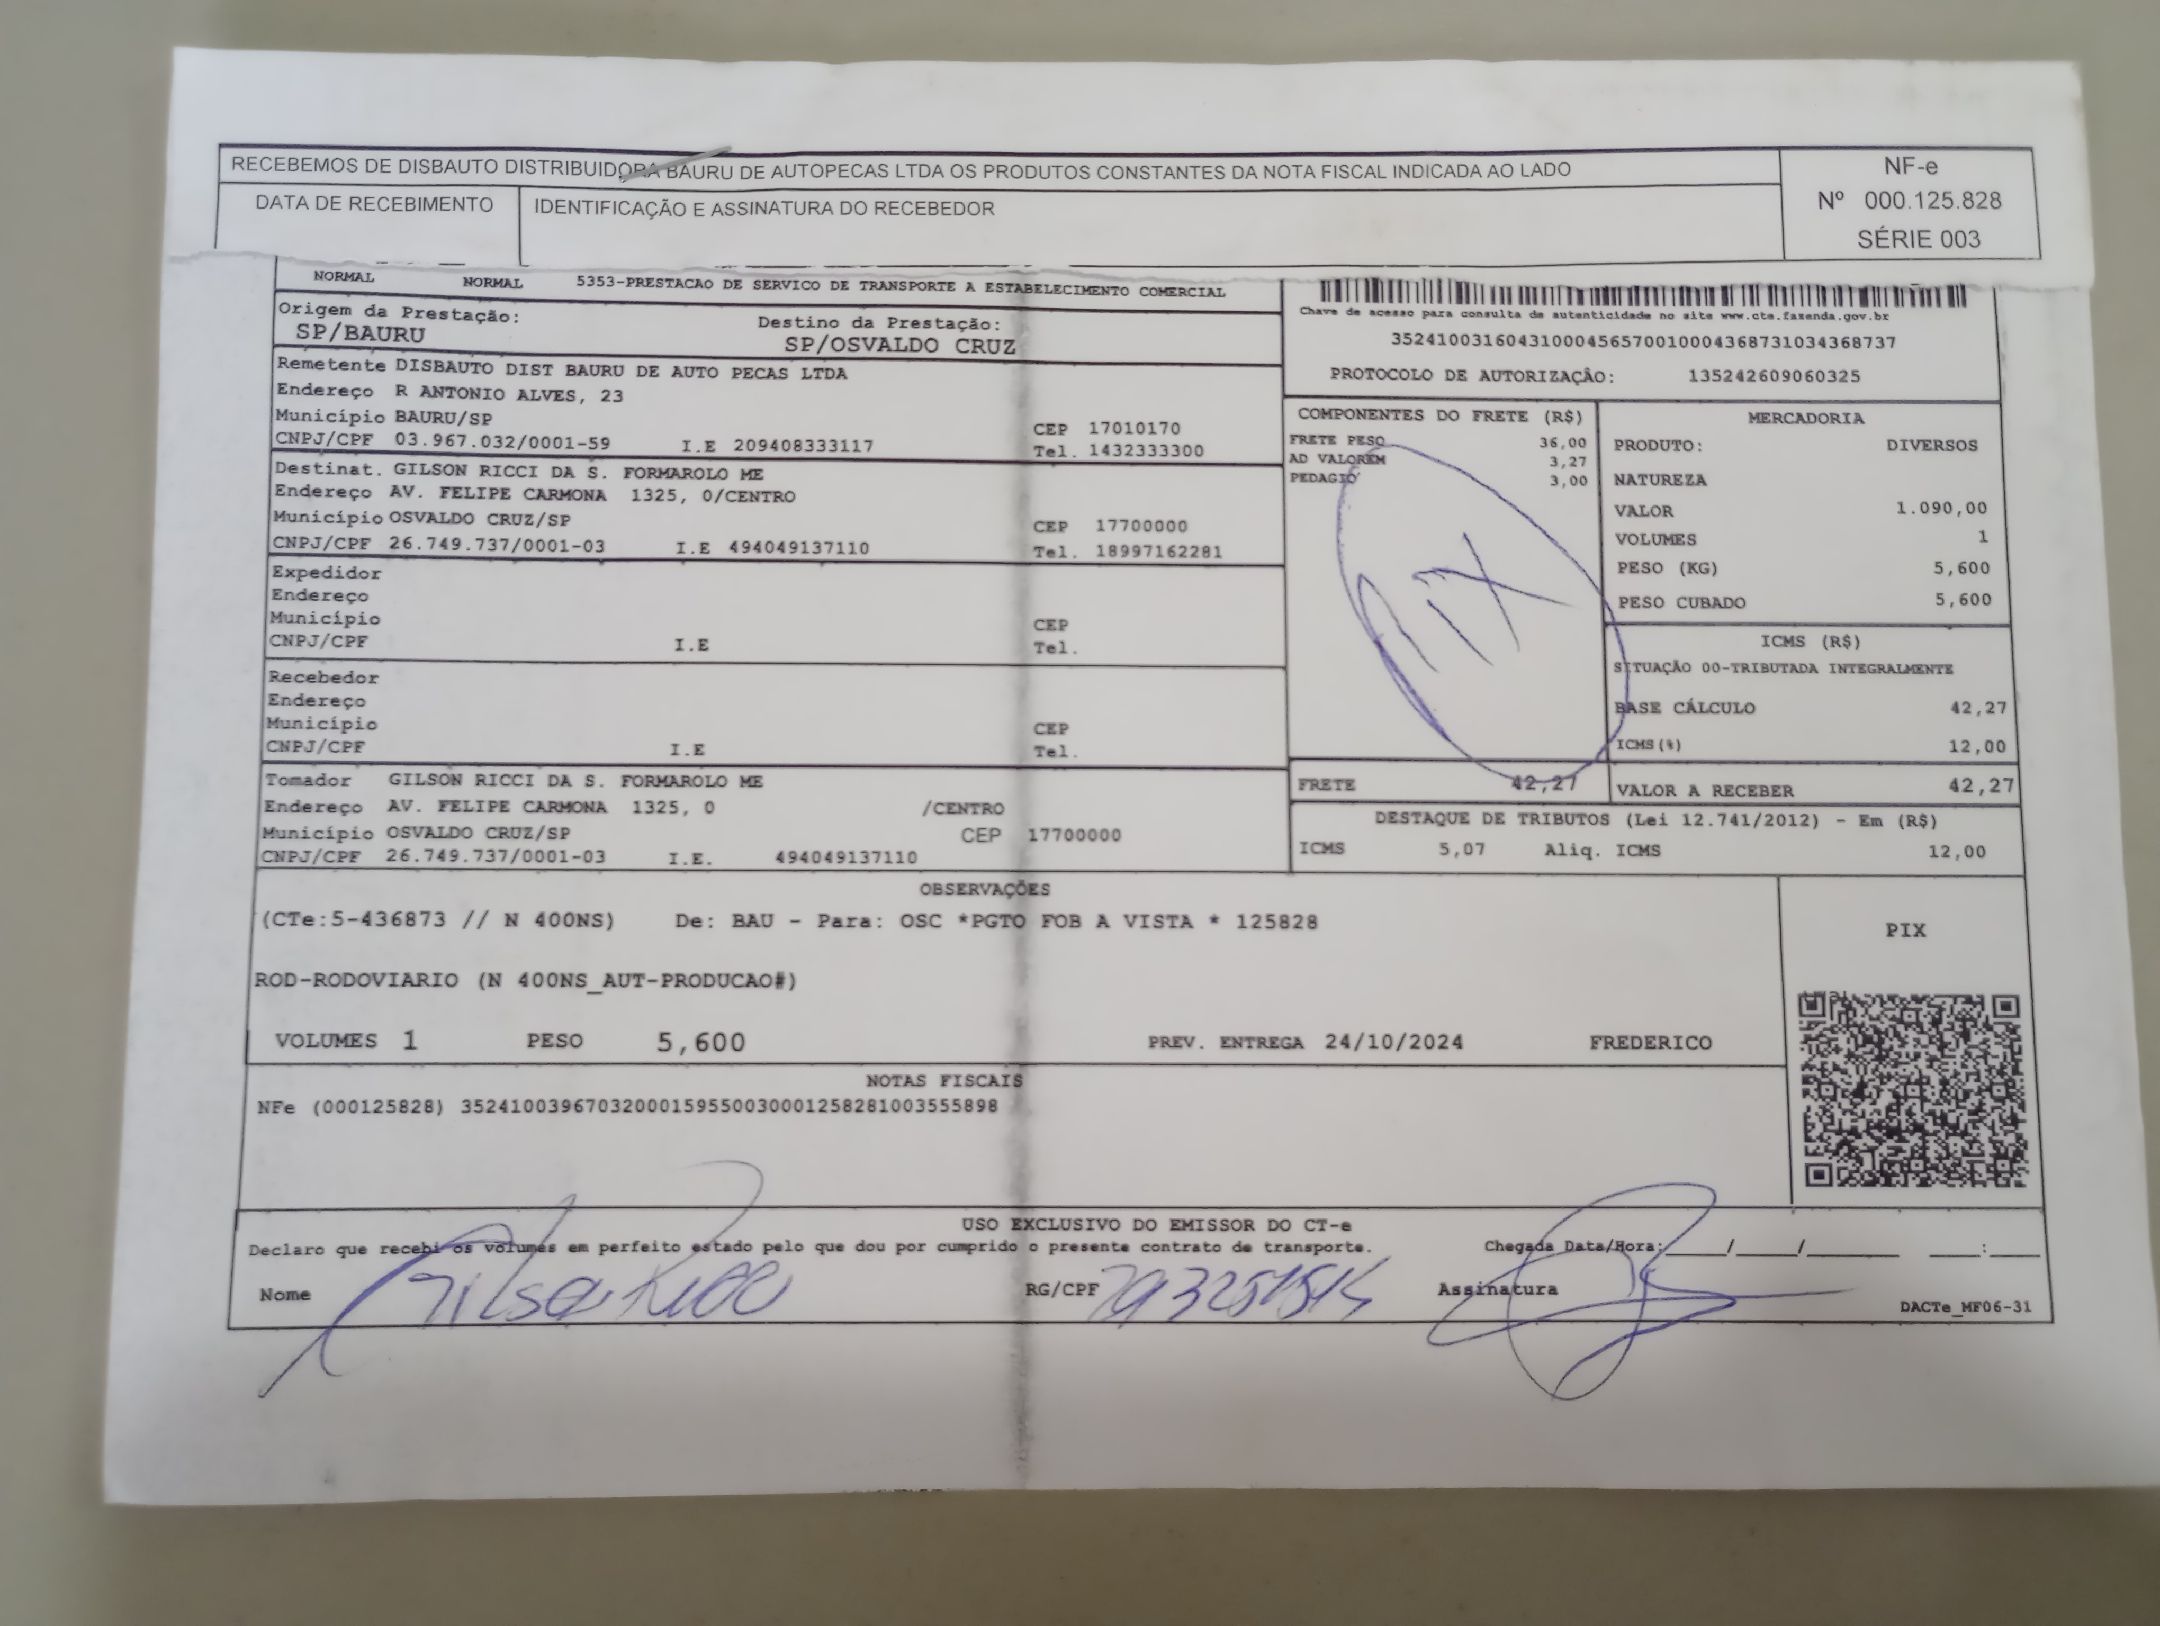 RECEBEMOS DE DISBAUTO DISTRIBUIDORA BAURU DE AUTOPECAS LTDA OS PRODUTOS CONSTANTES DA NOTA FISCAL INDICADA AO LADO
DATA DE RECEBIMENTO
IDENTIFICAÇÃO E ASSINATURA DO RECEBEDOR
NF-e
Nº 000.125.828
SÉRIE 003
NORMAL NORMAL 5353-PRESTACAO DE SERVICO DE TRANSPORTE A ESTABELECIMENTO COMERCIAL
Origem da Prestação:
SP/BAURU
Destino da Prestação:
SP/OSVALDO CRUZ
Chave de acesso para consulta de autenticidade no site www.cte.fazenda.gov.br
35241003160431000456570010004368731034368737
PROTOCOLO DE AUTORIZAÇÂO: 135242609060325
Remetente DISBAUTO DIST BAURU DE AUTO PECAS LTDA
Endereço R ANTONIO ALVES, 23
Município BAURU/SP CEP 17010170
CNPJ/CPF 03.967.032/0001-59 I.E 209408333117 Tel. 1432333300
Destinat. GILSON RICCI DA S. FORMAROLO ME
Endereço AV. FELIPE CARMONA 1325, 0/CENTRO
Município OSVALDO CRUZ/SP CEP 17700000
CNPJ/CPF 26.749.737/0001-03 I.E 494049137110 Tel. 18997162281
Expedidor
Endereço
Município CEP
CNPJ/CPF I.E Tel.
Recebedor
Endereço
Município CEP
CNPJ/CPF I.E Tel.
Tomador GILSON RICCI DA S. FORMAROLO ME
Endereço AV. FELIPE CARMONA 1325, 0 /CENTRO
Município OSVALDO CRUZ/SP CEP 17700000
CNPJ/CPF 26.749.737/0001-03 I.E. 494049137110
COMPONENTES DO FRETE (R$)
FRETE PESO 36,00
AD VALOREM 3,27
PEDAGIO 3,00
PIX
FRETE 42,27
MERCADORIA
PRODUTO: DIVERSOS
NATUREZA
VALOR 1.090,00
VOLUMES 1
PESO (KG) 5,600
PESO CUBADO 5,600
ICMS (R$)
SITUAÇÃO 00-TRIBUTADA INTEGRALMENTE
BASE CÁLCULO 42,27
ICMS(%) 12,00
VALOR A RECEBER 42,27
DESTAQUE DE TRIBUTOS (Lei 12.741/2012) - Em (R$)
ICMS 5,07 Aliq. ICMS 12,00
OBSERVAÇÕES
(CTe:5-436873 // N 400NS) De: BAU - Para: OSC *PGTO FOB A VISTA * 125828
ROD-RODOVIARIO (N 400NS_AUT-PRODUCAO#)
VOLUMES 1 PESO 5,600 PREV. ENTREGA 24/10/2024 FREDERICO
PIX
NOTAS FISCAIS
NFe (000125828) 35241003967032000159550030001258281003555898
USO EXCLUSIVO DO EMISSOR DO CT-e
Declaro que recebi os volumes em perfeito estado pelo que dou por cumprido o presente contrato de transporte.
Chegada Data/Hora:____/____/______ ___:___
Nome Gilson Ricci RG/CPF Assinatura
DACTe_MF06-31